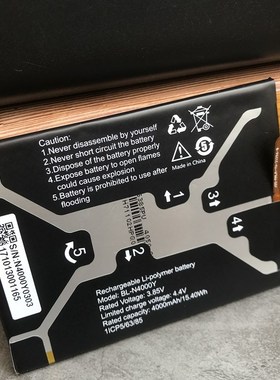 Caution:
1.Never disassemble by yourself
2.Never short circuit the battery
3.Dispose of the battery properly
4.Expose battery to open flames
could cause explosion
5.Battery is forbidden to use after
flooding
Made in China
S/N:N4000Y0303
171013001165
1
2
3
4
5
Rechargeable Li-polymer battery
Model: BL-N4000Y
Rated Voltage: 3.85V
Limited charge voltage: 4.4V
4000mAh/15.40Wh
1ICP5/63/85